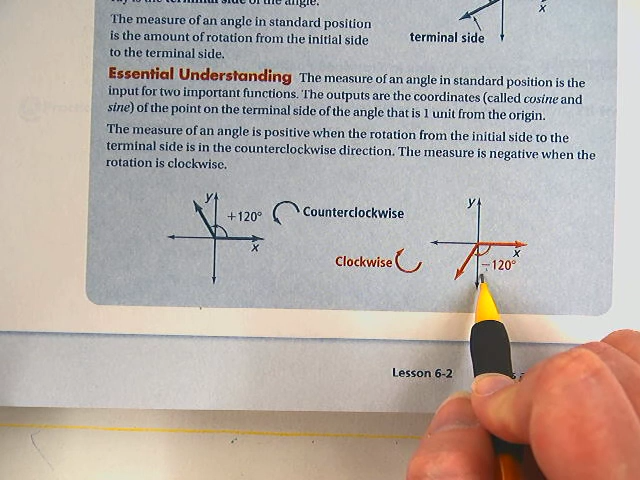 is the terminal side of the angle.
The measure of an angle in standard position
is the amount of rotation from the initial side
to the terminal side.
x
terminal side
Essential Understanding The measure of an angle in standard position is the
input for two important functions. The outputs are the coordinates (called cosine and
sine) of the point on the terminal side of the angle that is 1 unit from the origin.
The measure of an angle is positive when the rotation from the initial side to the
terminal side is in the counterclockwise direction. The measure is negative when the
rotation is clockwise.
y
+120°
x
Counterclockwise
Clockwise
y
x
−120°
Lesson 6-2